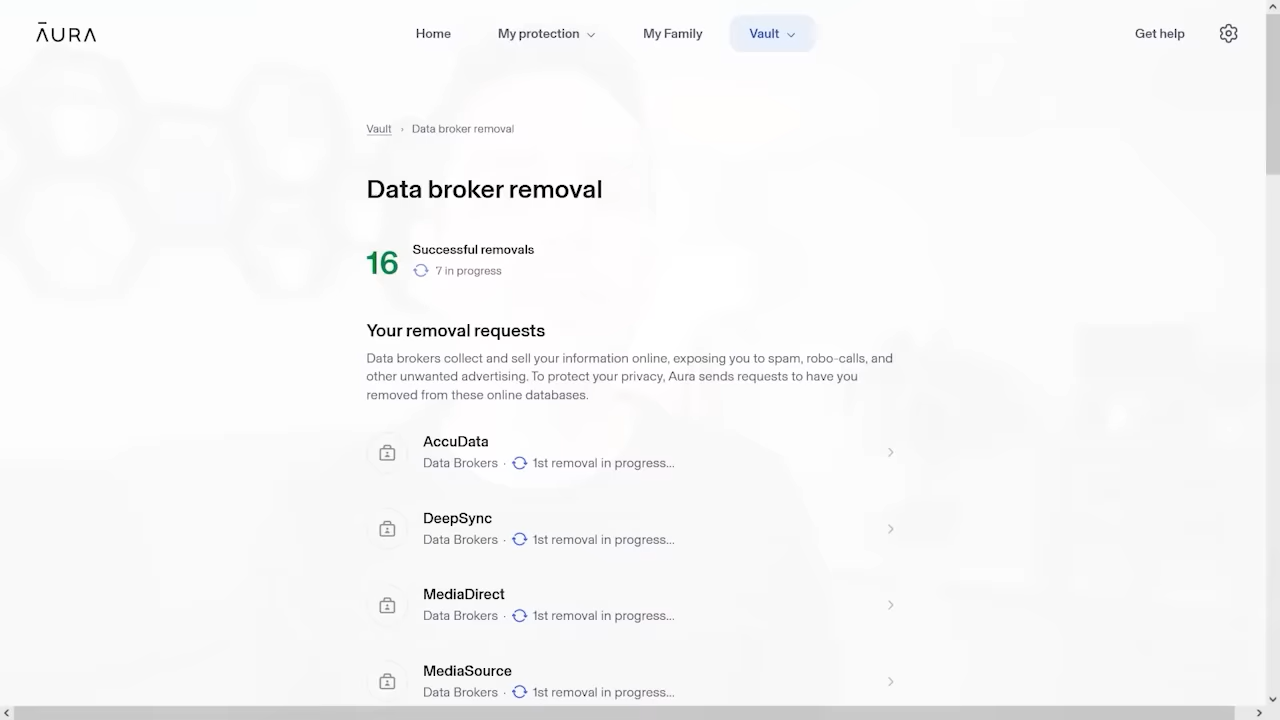 ĀURA
Home
My protection
My Family
Vault
Get help
Vault › Data broker removal
Data broker removal
16
Successful removals
7 in progress
Your removal requests
Data brokers collect and sell your information online, exposing you to spam, robo-calls, and
other unwanted advertising. To protect your privacy, Aura sends requests to have you
removed from these online databases.
AccuData
Data Brokers · 1st removal in progress...
DeepSync
Data Brokers · 1st removal in progress...
MediaDirect
Data Brokers · 1st removal in progress...
MediaSource
Data Brokers · 1st removal in progress...